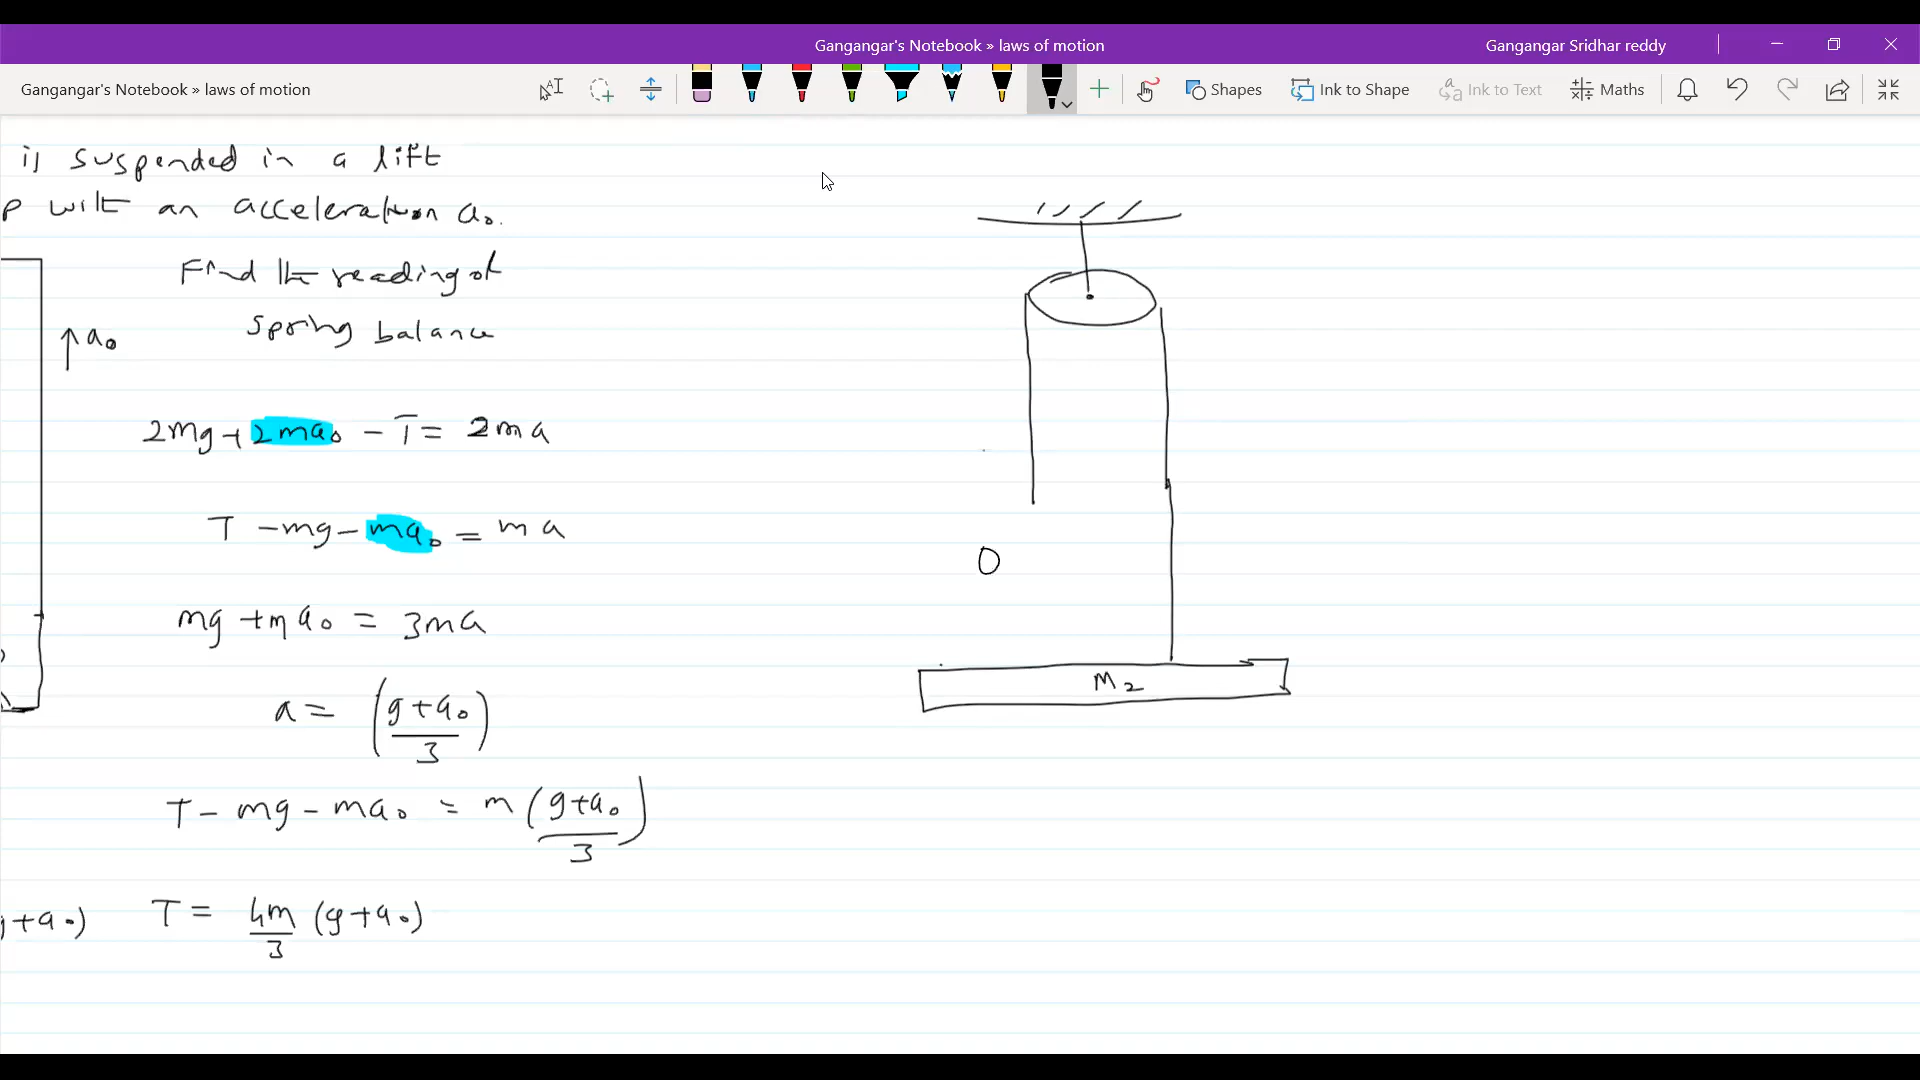 Gangangar's Notebook » laws of motion
Gangangar Sridhar reddy
Gangangar's Notebook » laws of motion
Shapes
Ink to Shape
Ink to Text
Maths
is suspended in a lift
P with an acceleration a₀.
Find the reading of
spring balance
↑ a₀
2mg + 2ma₀ - T = 2ma
T - mg - ma₀ = ma
mg + ma₀ = 3ma
a = (g + a₀ / 3)
T - mg - ma₀ = m (g + a₀ / 3)
g + a₀)
T = 4m/3 (g + a₀)
0
M₂